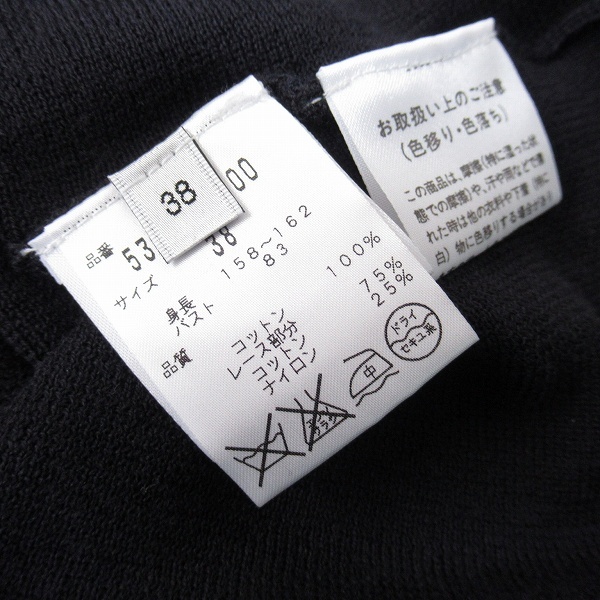 38
品番 53 00
サイズ 38
身長 158～162
バスト 83
品質 コットン 100%
レース部分
コットン 75%
ナイロン 25%
中
ドライ
セキユ系
お取扱い上のご注意
(色移り・色落ち)
この商品は、摩擦(特に湿った状
態での摩擦)や、汗や雨などで濡
れた時は他の衣料や下着(特に
白)物に色移りする場合が